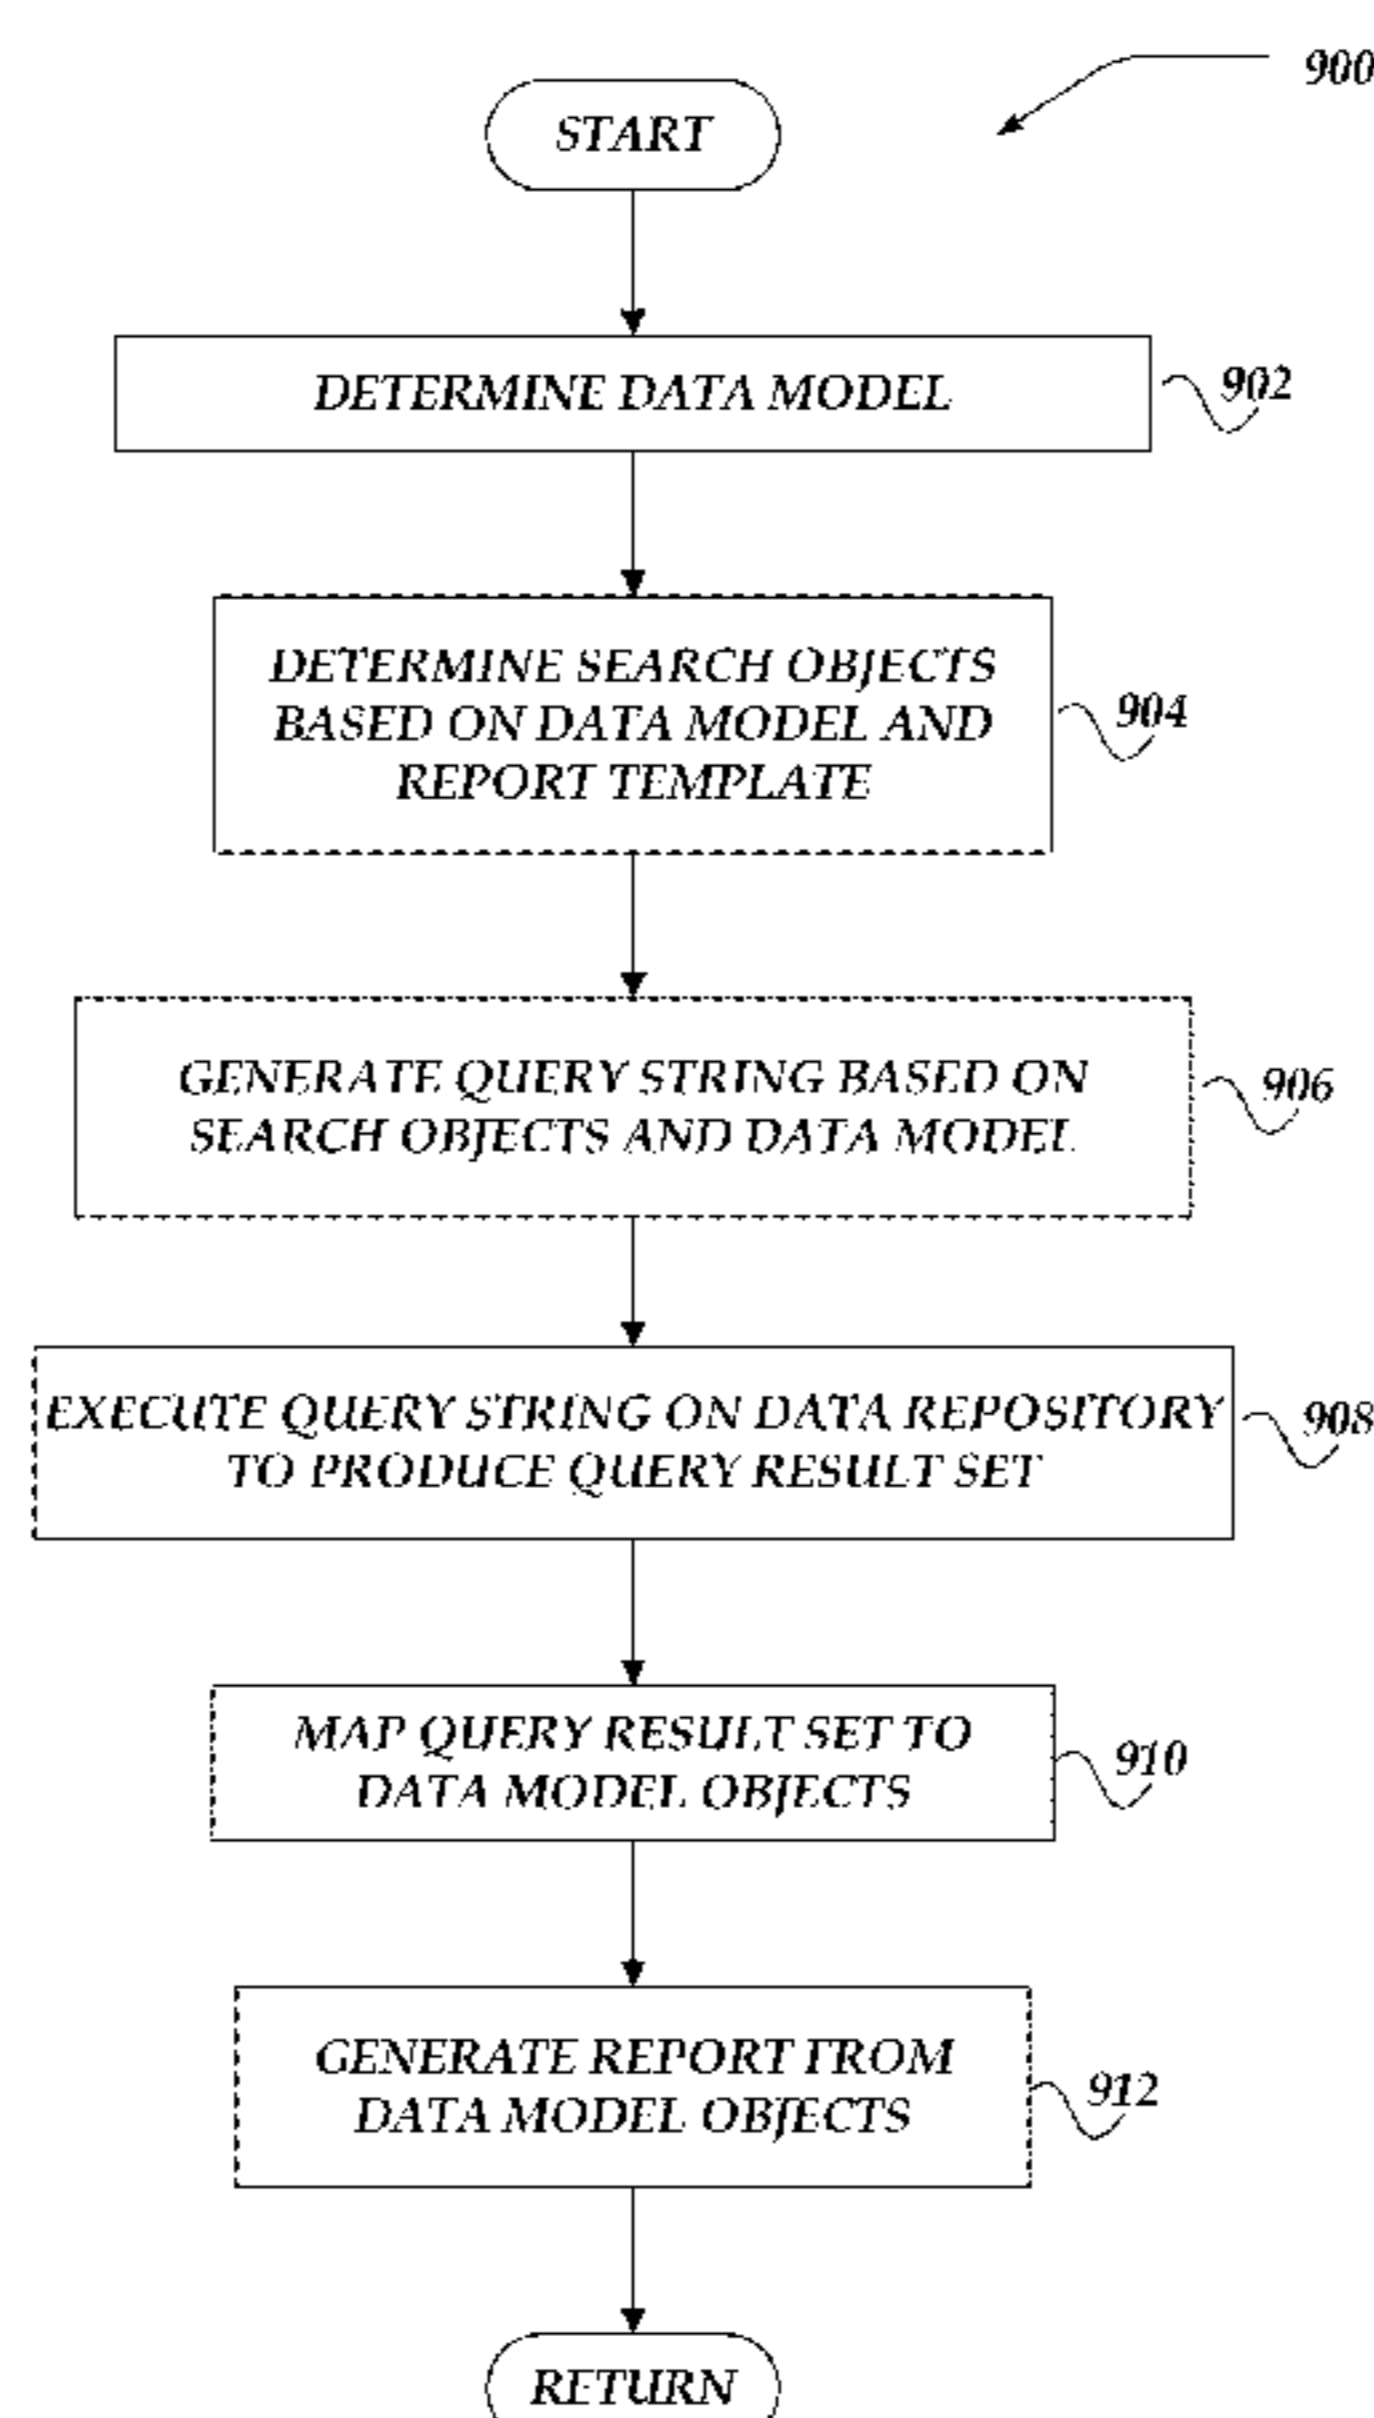 900
START
DETERMINE DATA MODEL
902
DETERMINE SEARCH OBJECTS
BASED ON DATA MODEL AND
REPORT TEMPLATE
904
GENERATE QUERY STRING BASED ON
SEARCH OBJECTS AND DATA MODEL
906
EXECUTE QUERY STRING ON DATA REPOSITORY
TO PRODUCE QUERY RESULT SET
908
MAP QUERY RESULT SET TO
DATA MODEL OBJECTS
910
GENERATE REPORT FROM
DATA MODEL OBJECTS
912
RETURN